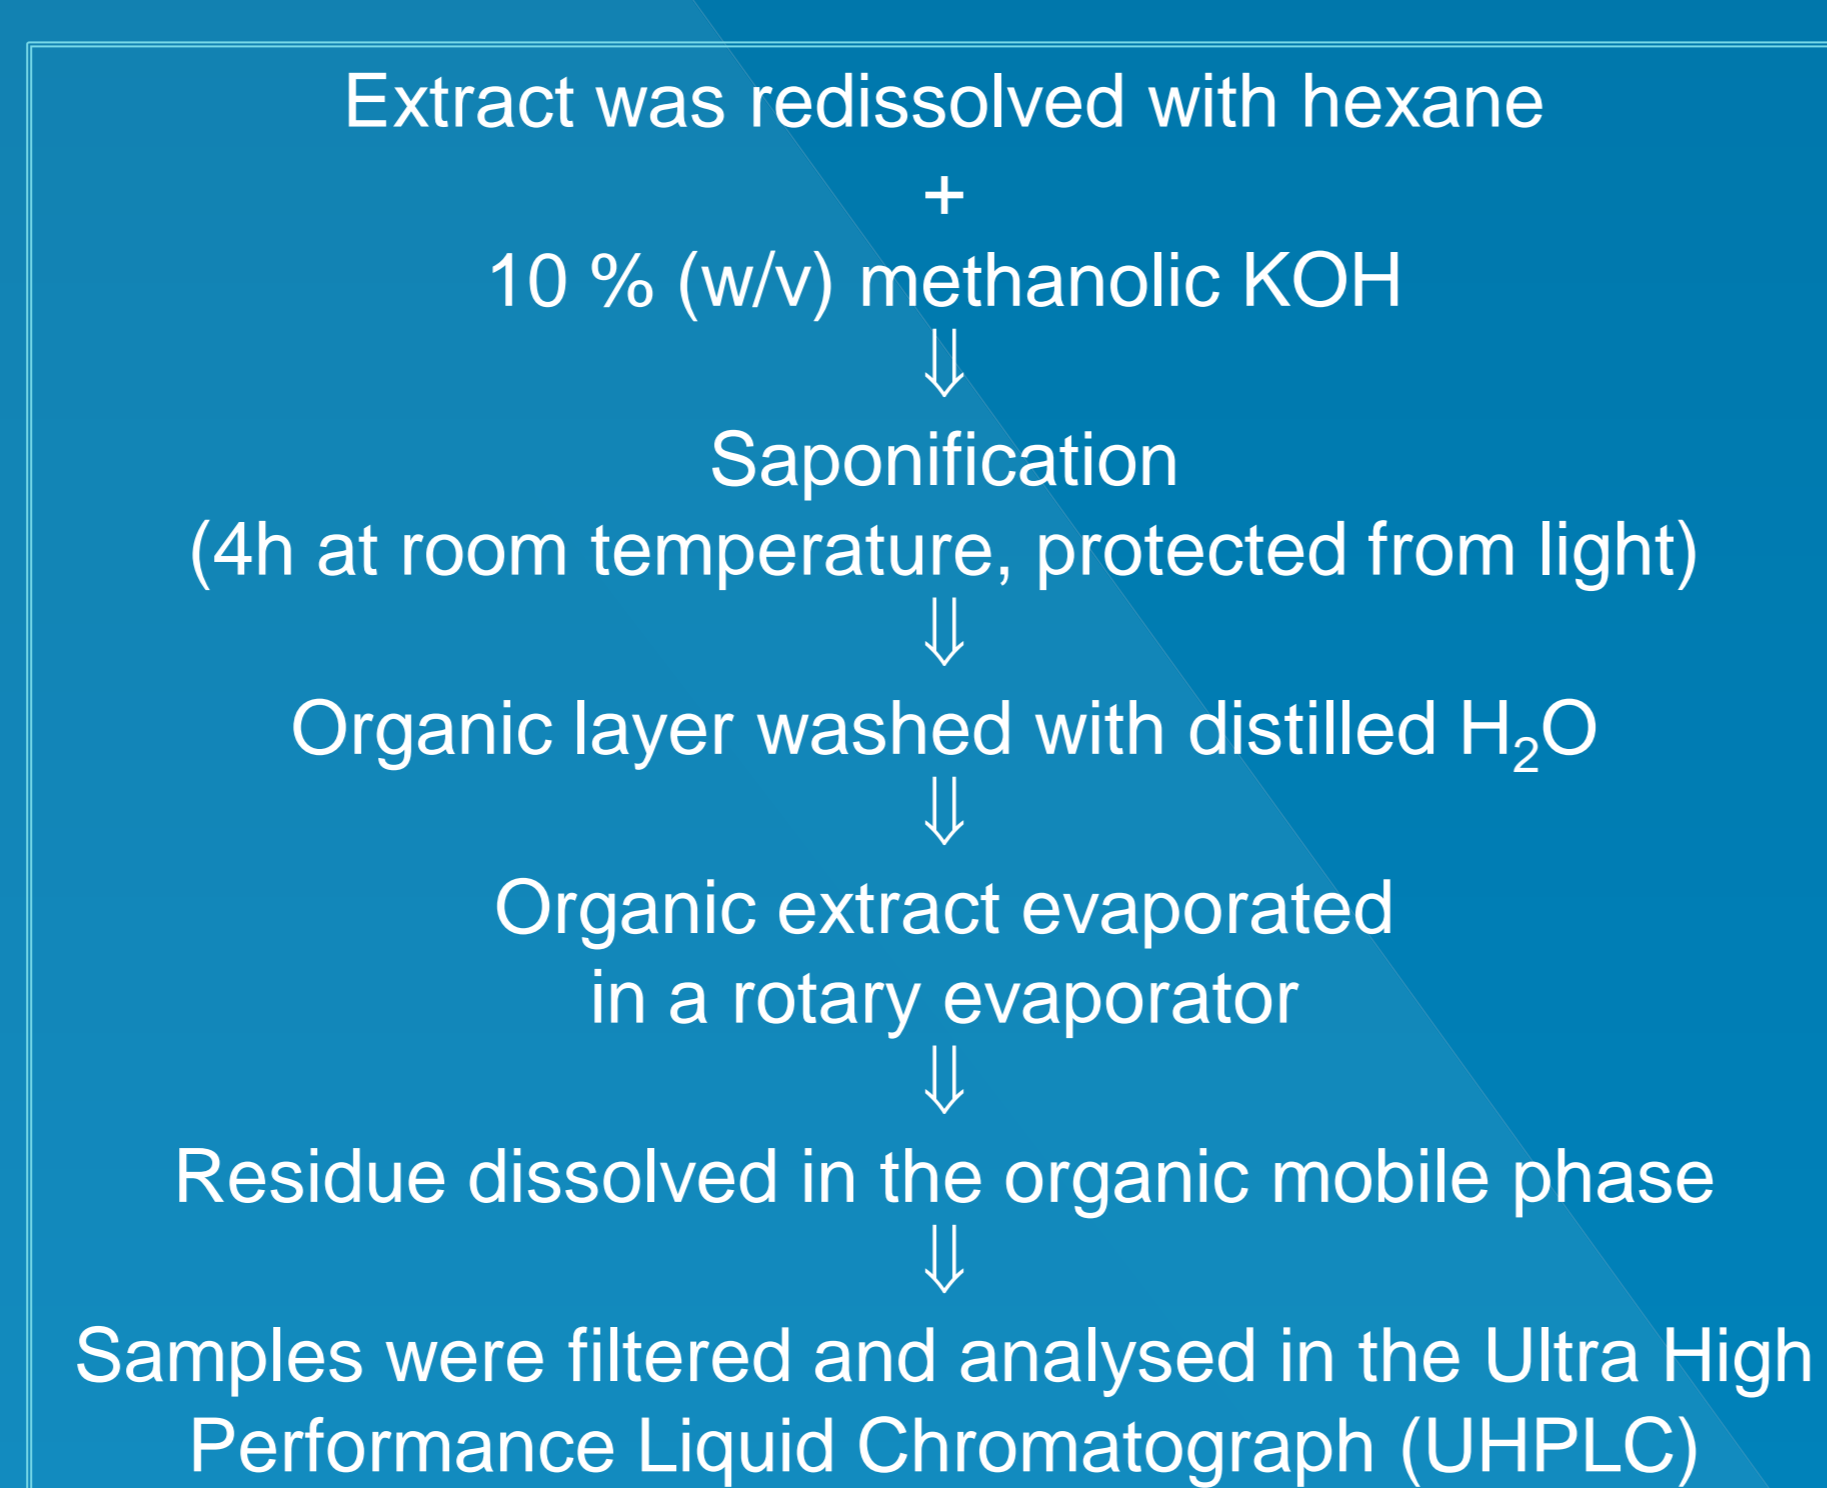 Extract was redissolved with hexane
+
10 % (w/v) methanolic KOH
⇓
Saponification
(4h at room temperature, protected from light)
⇓
Organic layer washed with distilled H₂O
⇓
Organic extract evaporated
in a rotary evaporator
⇓
Residue dissolved in the organic mobile phase
⇓
Samples were filtered and analysed in the Ultra High
Performance Liquid Chromatograph (UHPLC)